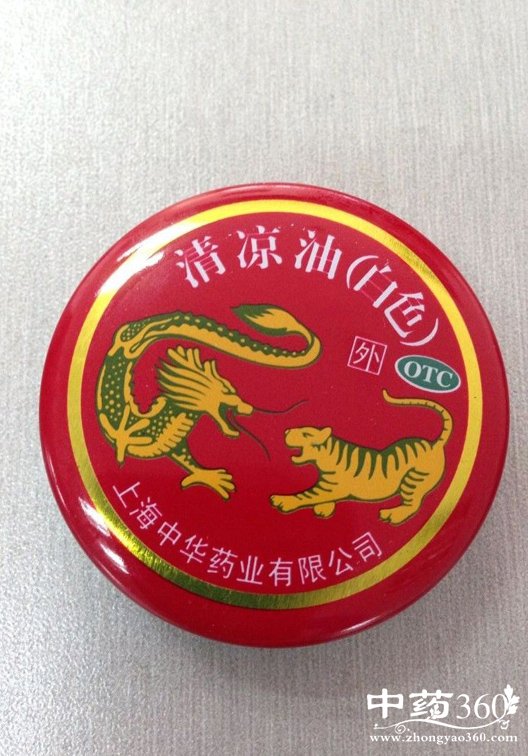 清凉油(白色)
外
OTC
上海中华药业有限公司
中药360
www.zhongyao360.com